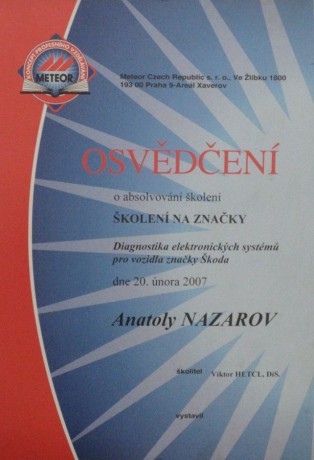 METEOR
Meteor Czech Republic s. r. o., Ve Žlíbku 1800
193 00 Praha 9-Areál Xaverov
OSVĚDČENÍ
o absolvování školení
ŠKOLENÍ NA ZNAČKY
Diagnostika elektronických systémů
pro vozidla značky Škoda
dne 20. února 2007
Anatoly NAZAROV
školitel Viktor HETCL, DiS.
vystavil